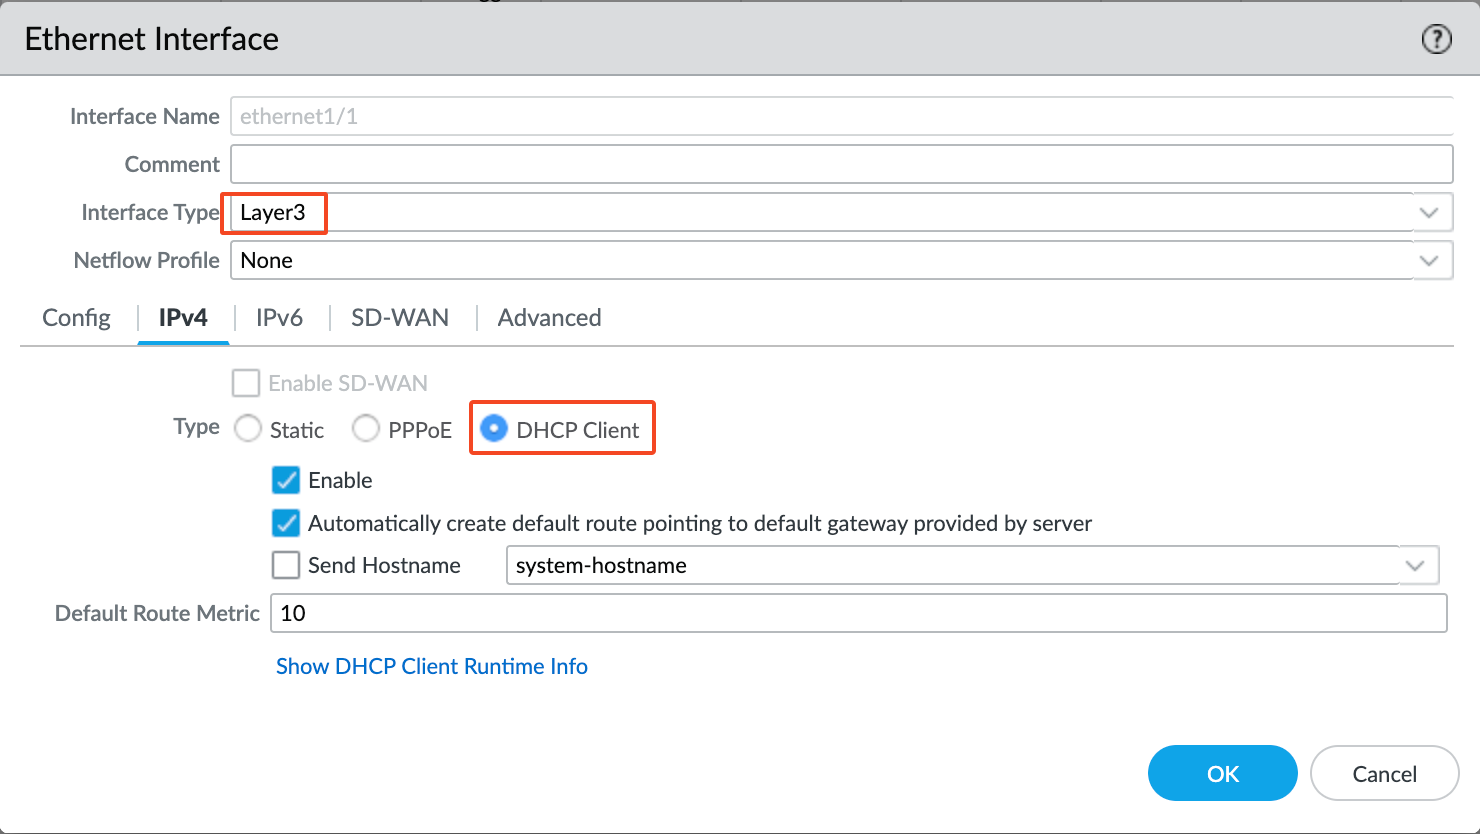 Ethernet Interface
Interface Name ethernet1/1
Comment
Interface Type Layer3
Netflow Profile None
Config IPv4 IPv6 SD-WAN Advanced
Enable SD-WAN
Type Static PPPoE DHCP Client
Enable
Automatically create default route pointing to default gateway provided by server
Send Hostname system-hostname
Default Route Metric 10
Show DHCP Client Runtime Info
OK Cancel